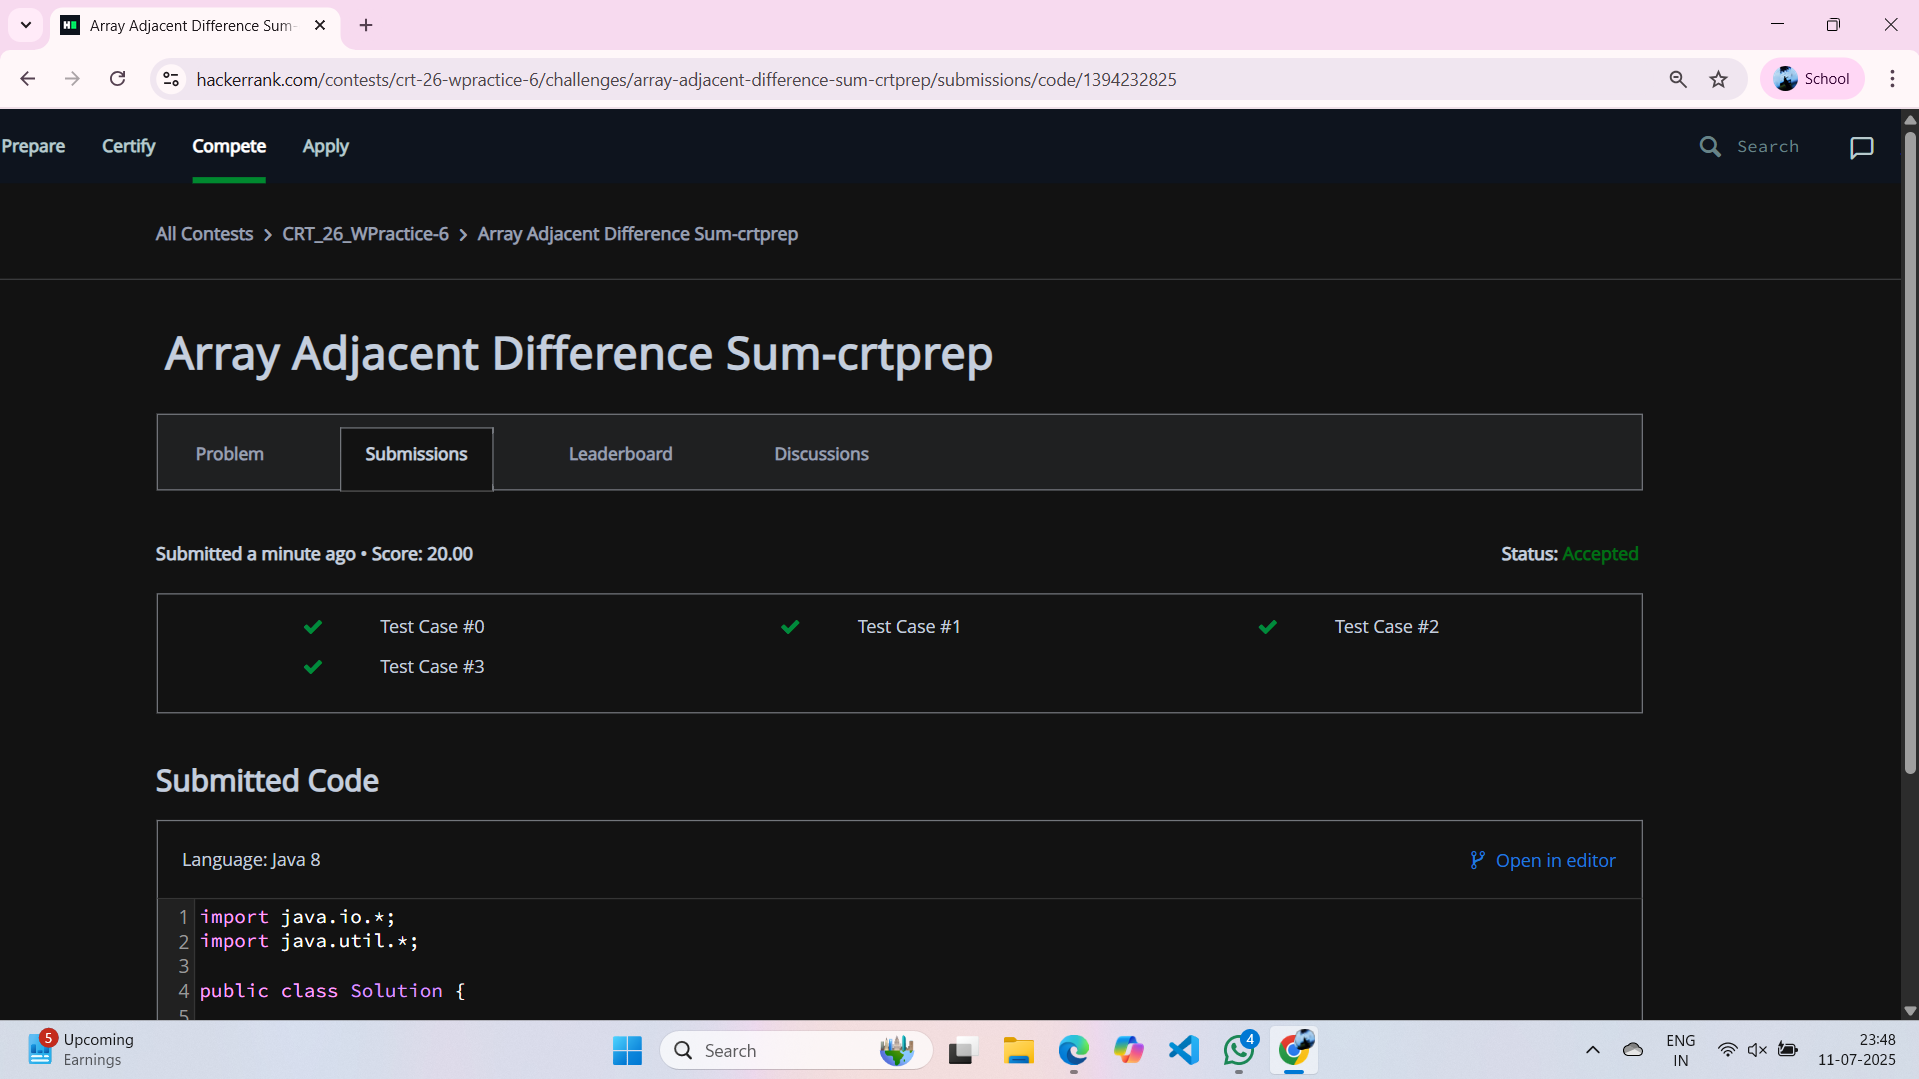 Array Adjacent Difference Sum-
hackerrank.com/contests/crt-26-wpractice-6/challenges/array-adjacent-difference-sum-crtprep/submissions/code/1394232825
School
Prepare
Certify
Compete
Apply
Search
All Contests > CRT_26_WPractice-6 > Array Adjacent Difference Sum-crtprep
Array Adjacent Difference Sum-crtprep
Problem
Submissions
Leaderboard
Discussions
Submitted a minute ago • Score: 20.00
Status: Accepted
Test Case #0
Test Case #1
Test Case #2
Test Case #3
Submitted Code
Language: Java 8
Open in editor
1 import java.io.*;
2 import java.util.*;
3
4 public class Solution {
5
5
Upcoming
Earnings
Search
4
ENG
IN
23:48
11-07-2025